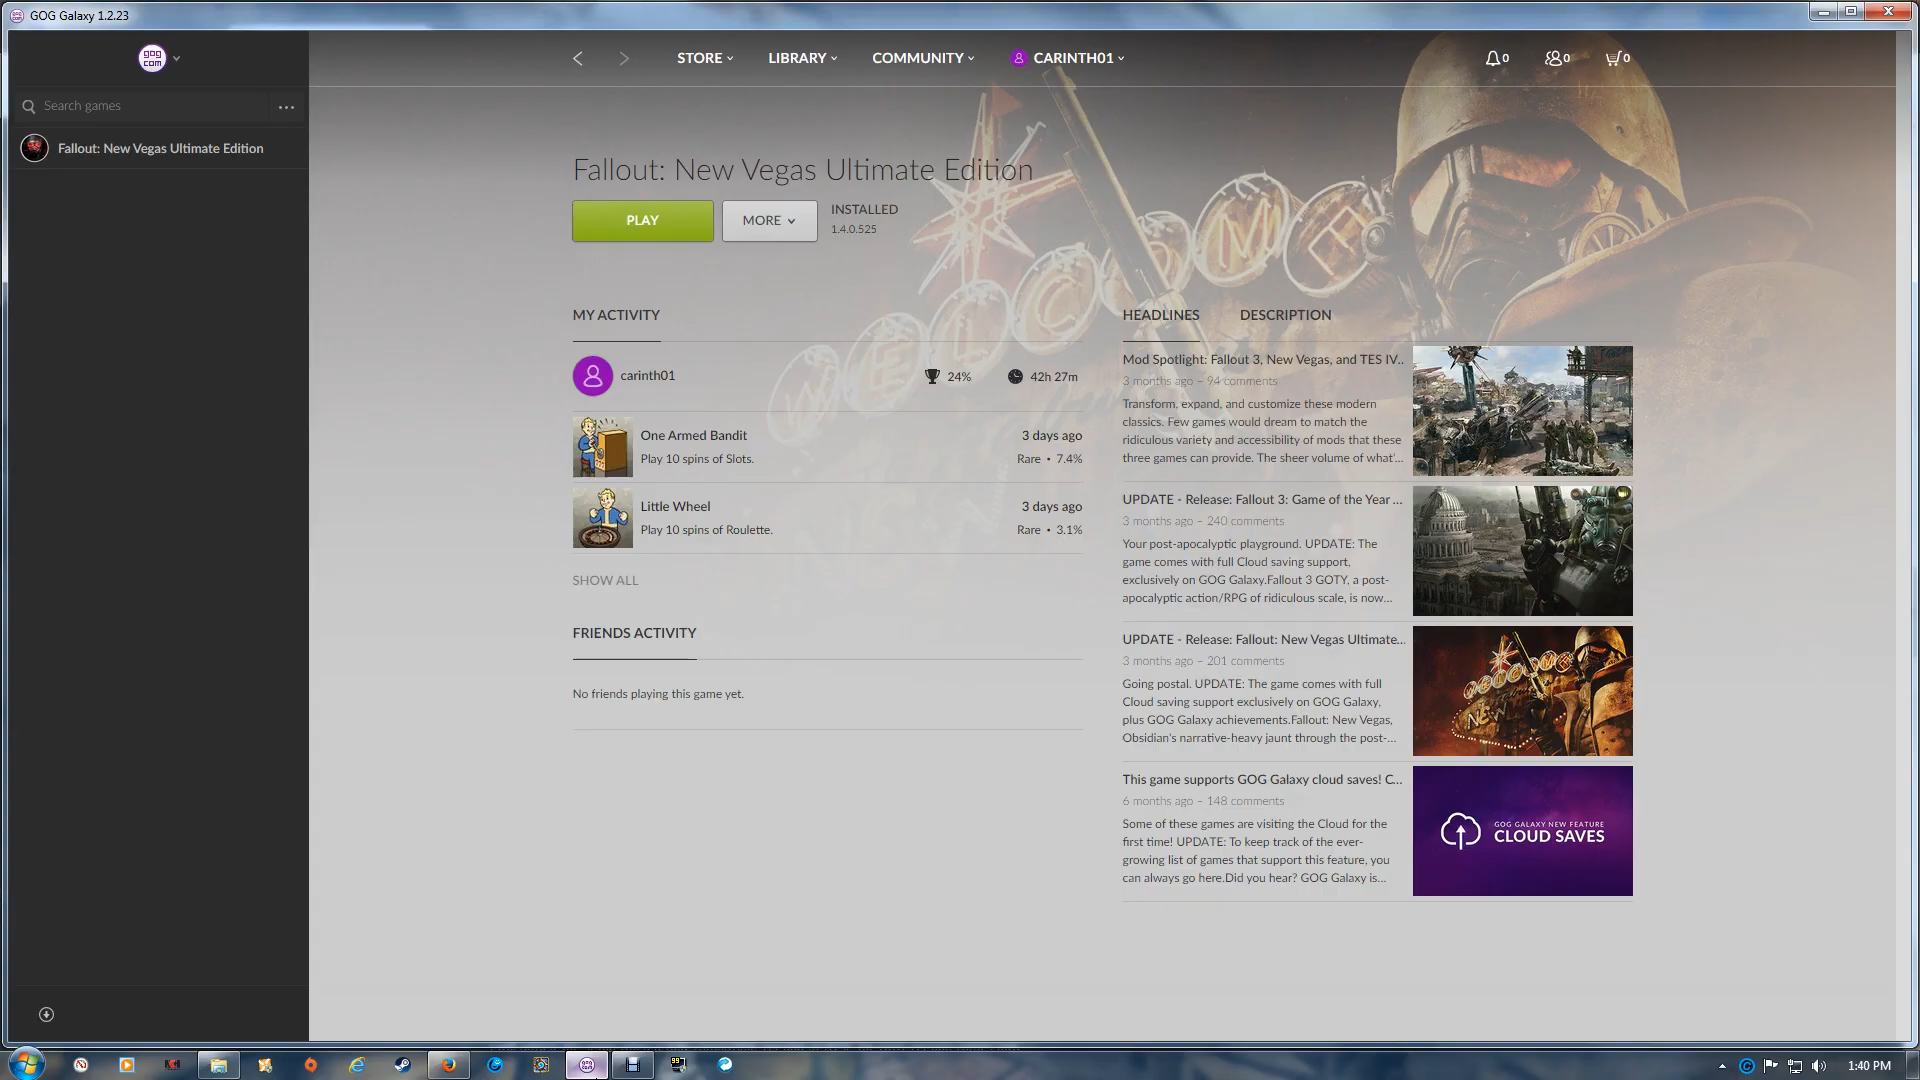 GOG Galaxy 1.2.23
gog
com
STORE
LIBRARY
COMMUNITY
CARINTH01
0
0
0
Search games
Fallout: New Vegas Ultimate Edition
Fallout: New Vegas Ultimate Edition
PLAY
MORE
INSTALLED
1.4.0.525
MY ACTIVITY
carinth01
24%
42h 27m
One Armed Bandit
3 days ago
Play 10 spins of Slots.
Rare • 7.4%
Little Wheel
3 days ago
Play 10 spins of Roulette.
Rare • 3.1%
SHOW ALL
FRIENDS ACTIVITY
No friends playing this game yet.
HEADLINES
DESCRIPTION
Mod Spotlight: Fallout 3, New Vegas, and TES IV..
3 months ago – 94 comments
Transform, expand, and customize these modern
classics. Few games would dream to match the
ridiculous variety and accessibility of mods that these
three games can provide. The sheer volume of what'...
UPDATE - Release: Fallout 3: Game of the Year ...
3 months ago – 240 comments
Your post-apocalyptic playground. UPDATE: The
game comes with full Cloud saving support,
exclusively on GOG Galaxy.Fallout 3 GOTY, a post-
apocalyptic action/RPG of ridiculous scale, is now...
UPDATE - Release: Fallout: New Vegas Ultimate...
3 months ago – 201 comments
Going postal. UPDATE: The game comes with full
Cloud saving support exclusively on GOG Galaxy,
plus GOG Galaxy achievements.Fallout: New Vegas,
Obsidian's narrative-heavy jaunt through the post-...
NEW
This game supports GOG Galaxy cloud saves! C...
6 months ago – 148 comments
Some of these games are visiting the Cloud for the
first time! UPDATE: To keep track of the ever-
growing list of games that support this feature, you
can always go here.Did you hear? GOG Galaxy is...
GOG GALAXY NEW FEATURE
CLOUD SAVES
99
1:40 PM